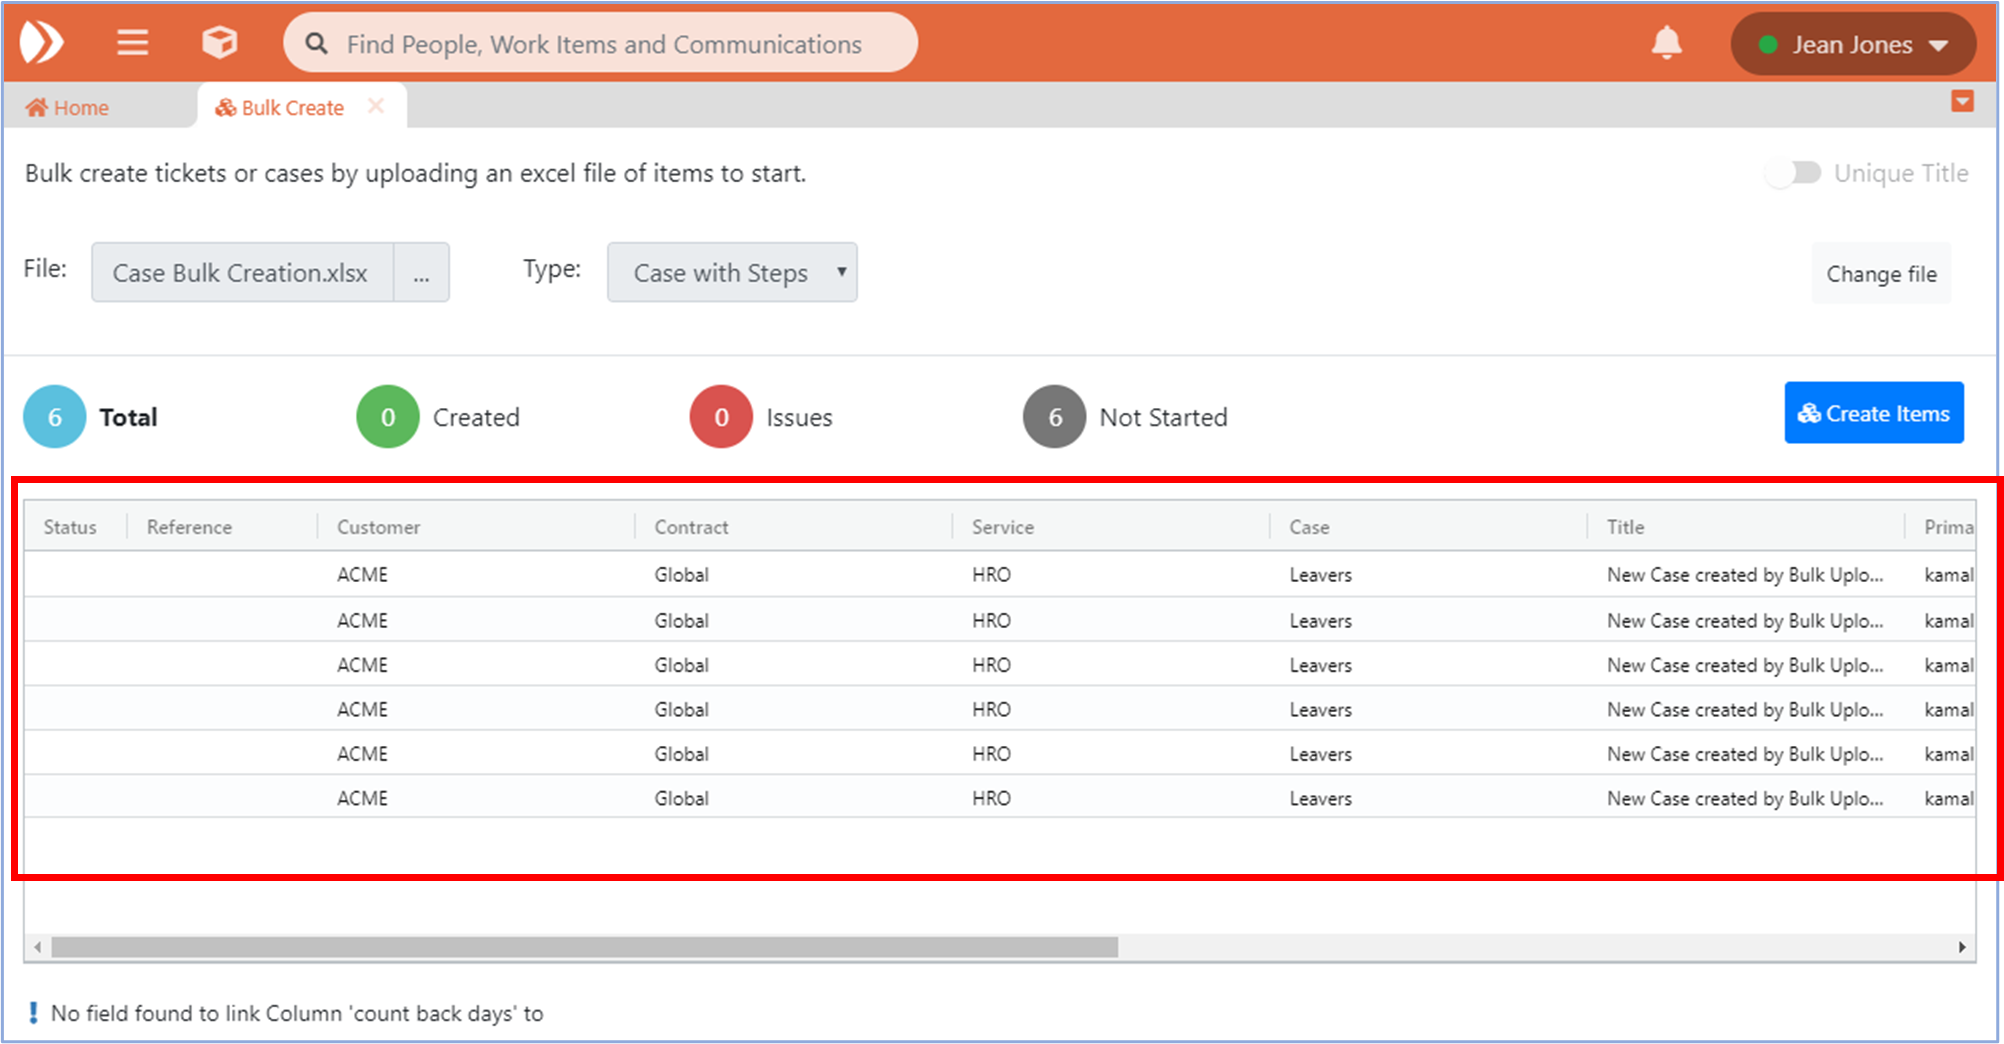 Find People, Work Items and Communications
Jean Jones
Home
Bulk Create
Bulk create tickets or cases by uploading an excel file of items to start.
Unique Title
File: Case Bulk Creation.xlsx ... Type: Case with Steps Change file
6 Total 0 Created 0 Issues 6 Not Started Create Items
Status Reference Customer Contract Service Case Title Prima
ACME Global HRO Leavers New Case created by Bulk Uplo... kamal
ACME Global HRO Leavers New Case created by Bulk Uplo... kamal
ACME Global HRO Leavers New Case created by Bulk Uplo... kamal
ACME Global HRO Leavers New Case created by Bulk Uplo... kamal
ACME Global HRO Leavers New Case created by Bulk Uplo... kamal
ACME Global HRO Leavers New Case created by Bulk Uplo... kamal
No field found to link Column 'count back days' to